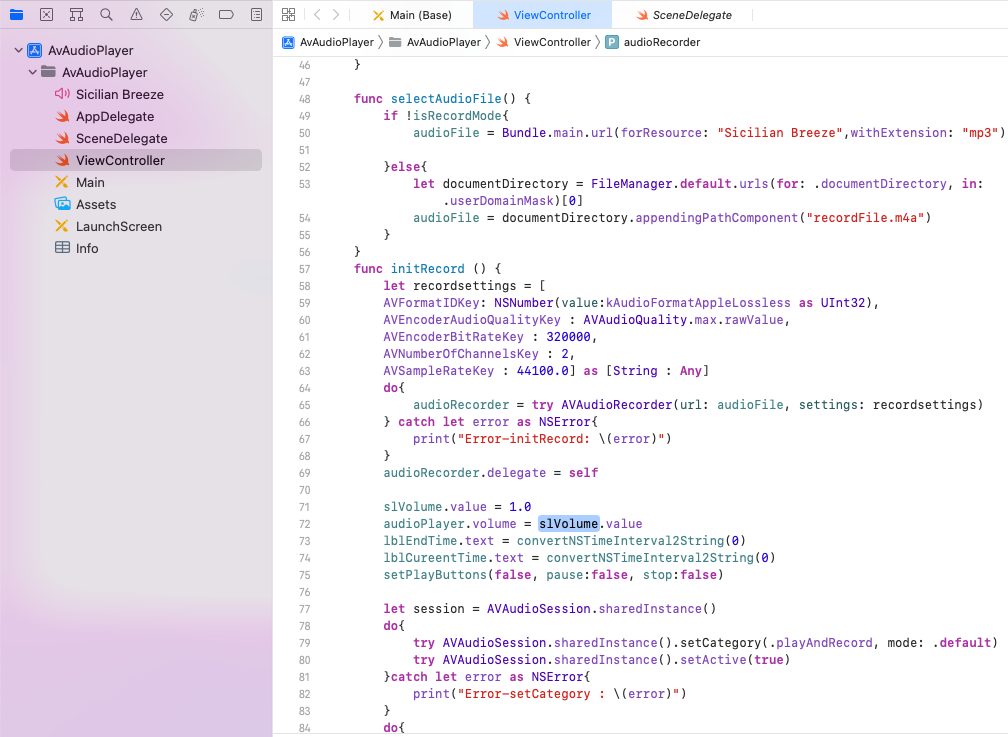 Main (Base)
ViewController
SceneDelegate
AvAudioPlayer
AvAudioPlayer
Sicilian Breeze
AppDelegate
SceneDelegate
ViewController
Main
Assets
LaunchScreen
Info
AvAudioPlayer 〉 AvAudioPlayer 〉 ViewController 〉 P audioRecorder
46 }
47
48 func selectAudioFile() {
49 if !isRecordMode{
50 audioFile = Bundle.main.url(forResource: "Sicilian Breeze",withExtension: "mp3")
51
52 }else{
53 let documentDirectory = FileManager.default.urls(for: .documentDirectory, in:
.userDomainMask)[0]
54 audioFile = documentDirectory.appendingPathComponent("recordFile.m4a")
55 }
56 }
57 func initRecord () {
58 let recordsettings = [
59 AVFormatIDKey: NSNumber(value:kAudioFormatAppleLossless as UInt32),
60 AVEncoderAudioQualityKey : AVAudioQuality.max.rawValue,
61 AVEncoderBitRateKey : 320000,
62 AVNumberOfChannelsKey : 2,
63 AVSampleRateKey : 44100.0] as [String : Any]
64 do{
65 audioRecorder = try AVAudioRecorder(url: audioFile, settings: recordsettings)
66 } catch let error as NSError{
67 print("Error-initRecord: \(error)")
68 }
69 audioRecorder.delegate = self
70
71 slVolume.value = 1.0
72 audioPlayer.volume = slVolume.value
73 lblEndTime.text = convertNSTimeInterval2String(0)
74 lblCureentTime.text = convertNSTimeInterval2String(0)
75 setPlayButtons(false, pause:false, stop:false)
76
77 let session = AVAudioSession.sharedInstance()
78 do{
79 try AVAudioSession.sharedInstance().setCategory(.playAndRecord, mode: .default)
80 try AVAudioSession.sharedInstance().setActive(true)
81 }catch let error as NSError{
82 print("Error-setCategory : \(error)")
83 }
84 do{